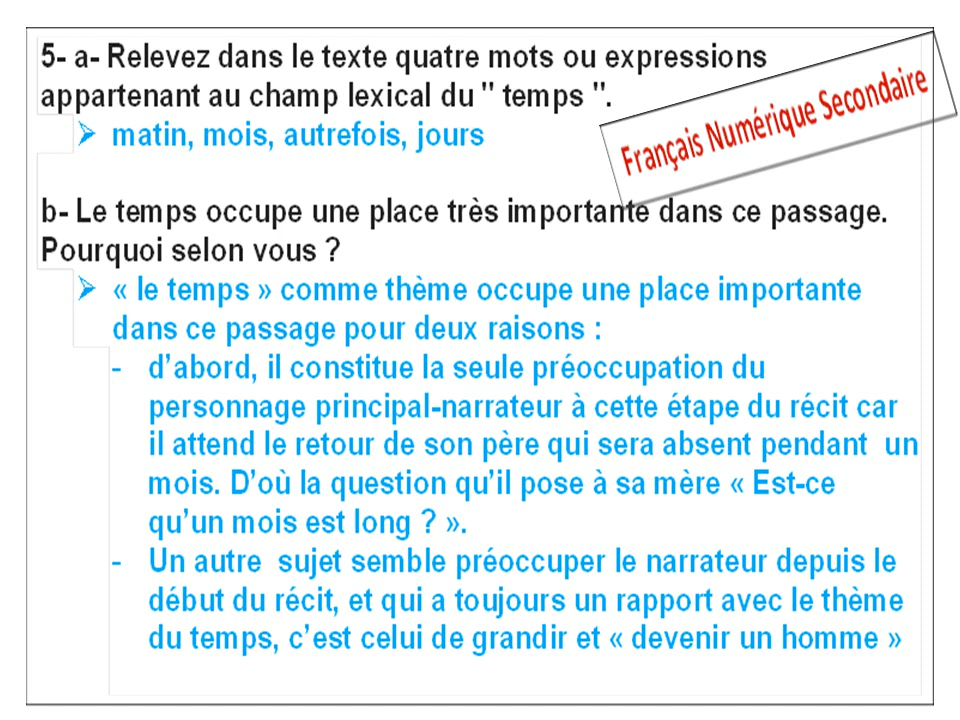 5- a- Relevez dans le texte quatre mots ou expressions
appartenant au champ lexical du " temps ".
➢ matin, mois, autrefois, jours
Français Numérique Secondaire
b- Le temps occupe une place très importante dans ce passage.
Pourquoi selon vous ?
➢ « le temps » comme thème occupe une place importante
dans ce passage pour deux raisons :
- d’abord, il constitue la seule préoccupation du
personnage principal-narrateur à cette étape du récit car
il attend le retour de son père qui sera absent pendant un
mois. D’où la question qu’il pose à sa mère « Est-ce
qu’un mois est long ? ».
- Un autre sujet semble préoccuper le narrateur depuis le
début du récit, et qui a toujours un rapport avec le thème
du temps, c’est celui de grandir et « devenir un homme »